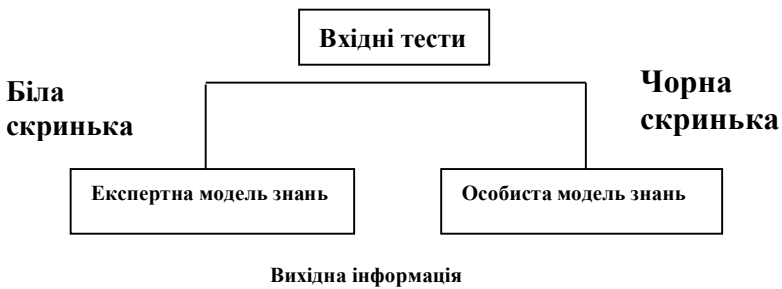 Вхідні тести
Біла
скринька
Чорна
скринька
Експертна модель знань
Особиста модель знань
Вихідна інформація